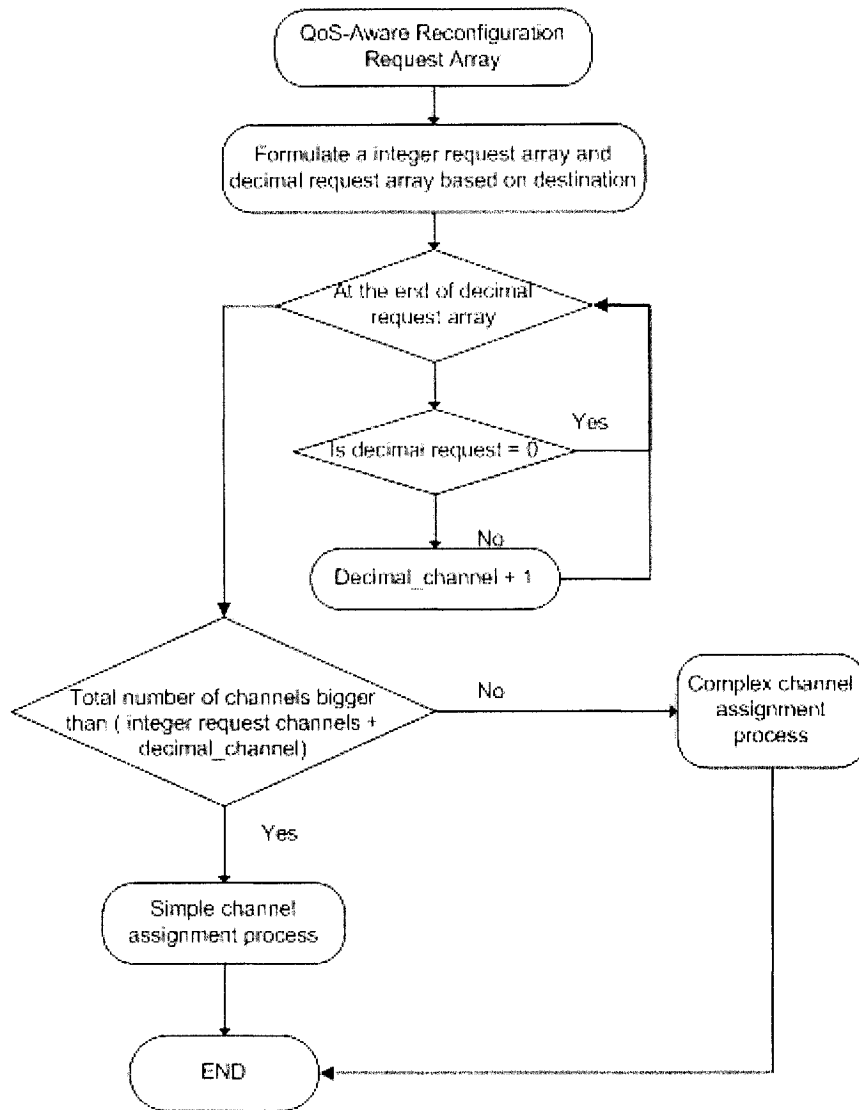 QoS-Aware Reconfiguration
Request Array
Formulate a integer request array and
decimal request array based on destination
At the end of decimal
request array
Yes
Is decimal request = 0
No
Decimal_channel + 1
Total number of channels bigger
than ( integer request channels +
decimal_channel)
No
Complex channel
assignment
process
Yes
Simple channel
assignment process
END